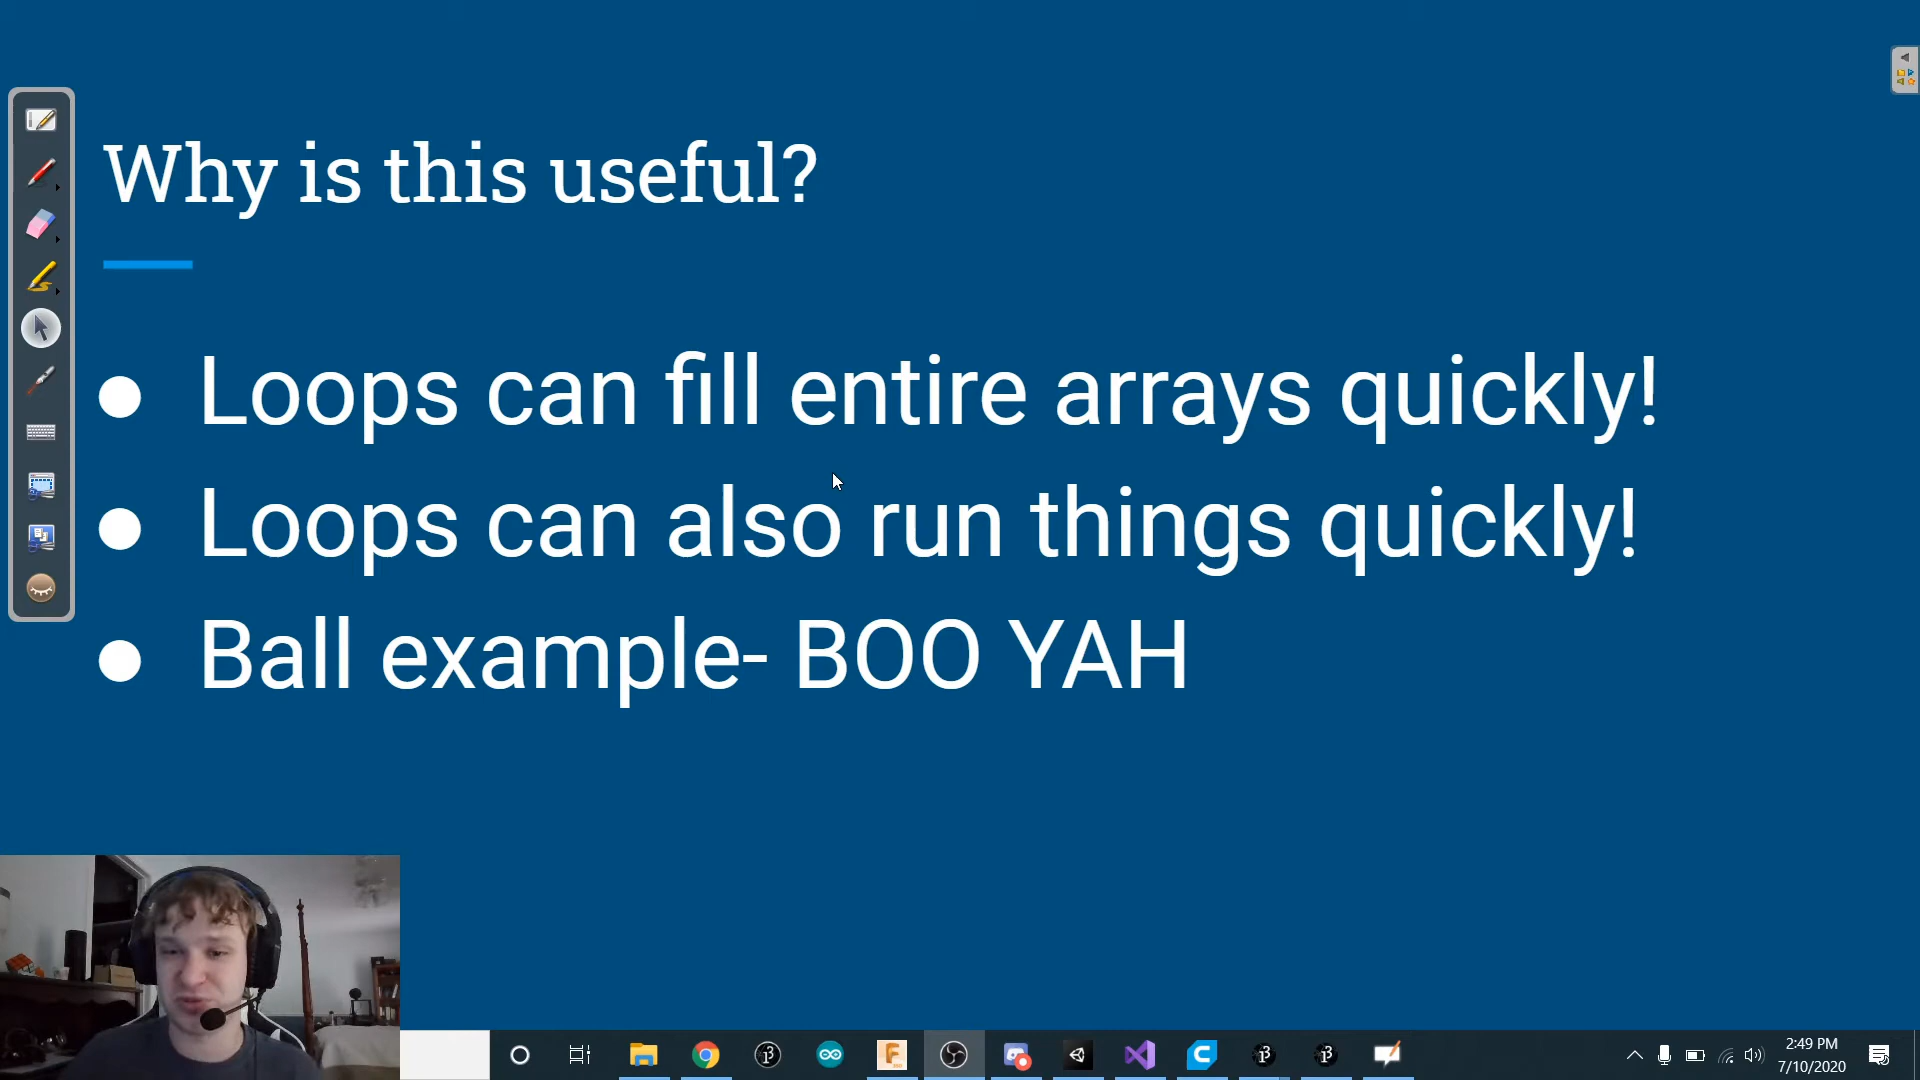 Why is this useful?
● Loops can fill entire arrays quickly!
● Loops can also run things quickly!
● Ball example- BOO YAH
2:49 PM
7/10/2020